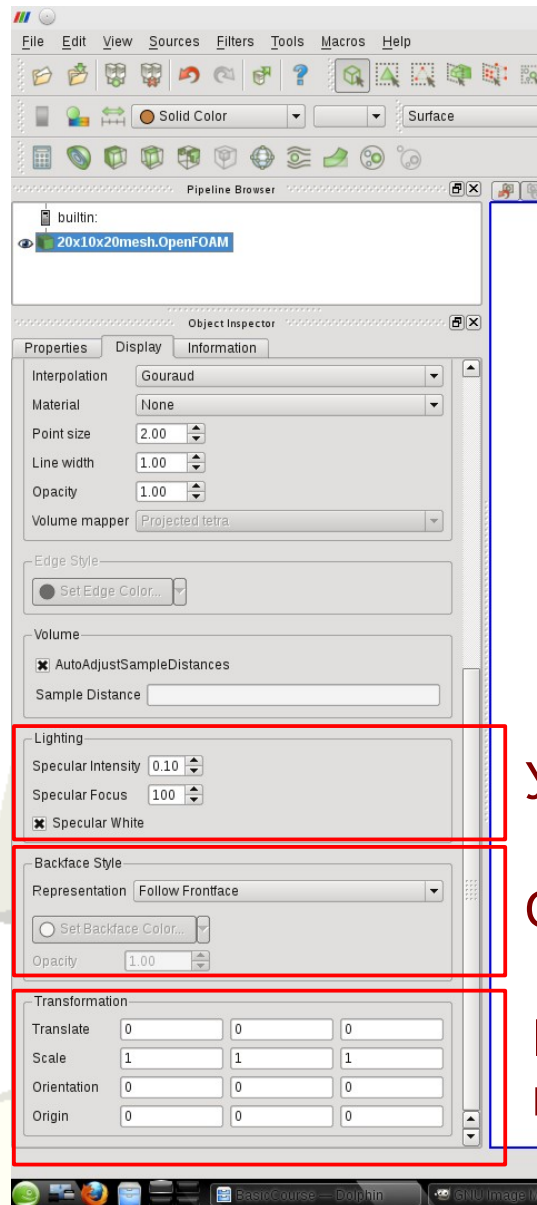 File Edit View Sources Filters Tools Macros Help
Solid Color Surface
Pipeline Browser
builtin:
20x10x20mesh.OpenFOAM
Object Inspector
Properties Display Information
Interpolation Gouraud
Material None
Point size 2.00
Line width 1.00
Opacity 1.00
Volume mapper Projected tetra
Edge Style
Set Edge Color...
Volume
AutoAdjustSampleDistances
Sample Distance
Lighting
Specular Intensity 0.10
Specular Focus 100
Specular White
Backface Style
Representation Follow Frontface
Set Backface Color...
Opacity 1.00
Transformation
Translate 0 0 0
Scale 1 1 1
Orientation 0 0 0
Origin 0 0 0
BasicCourse — Dolphin GNU Image